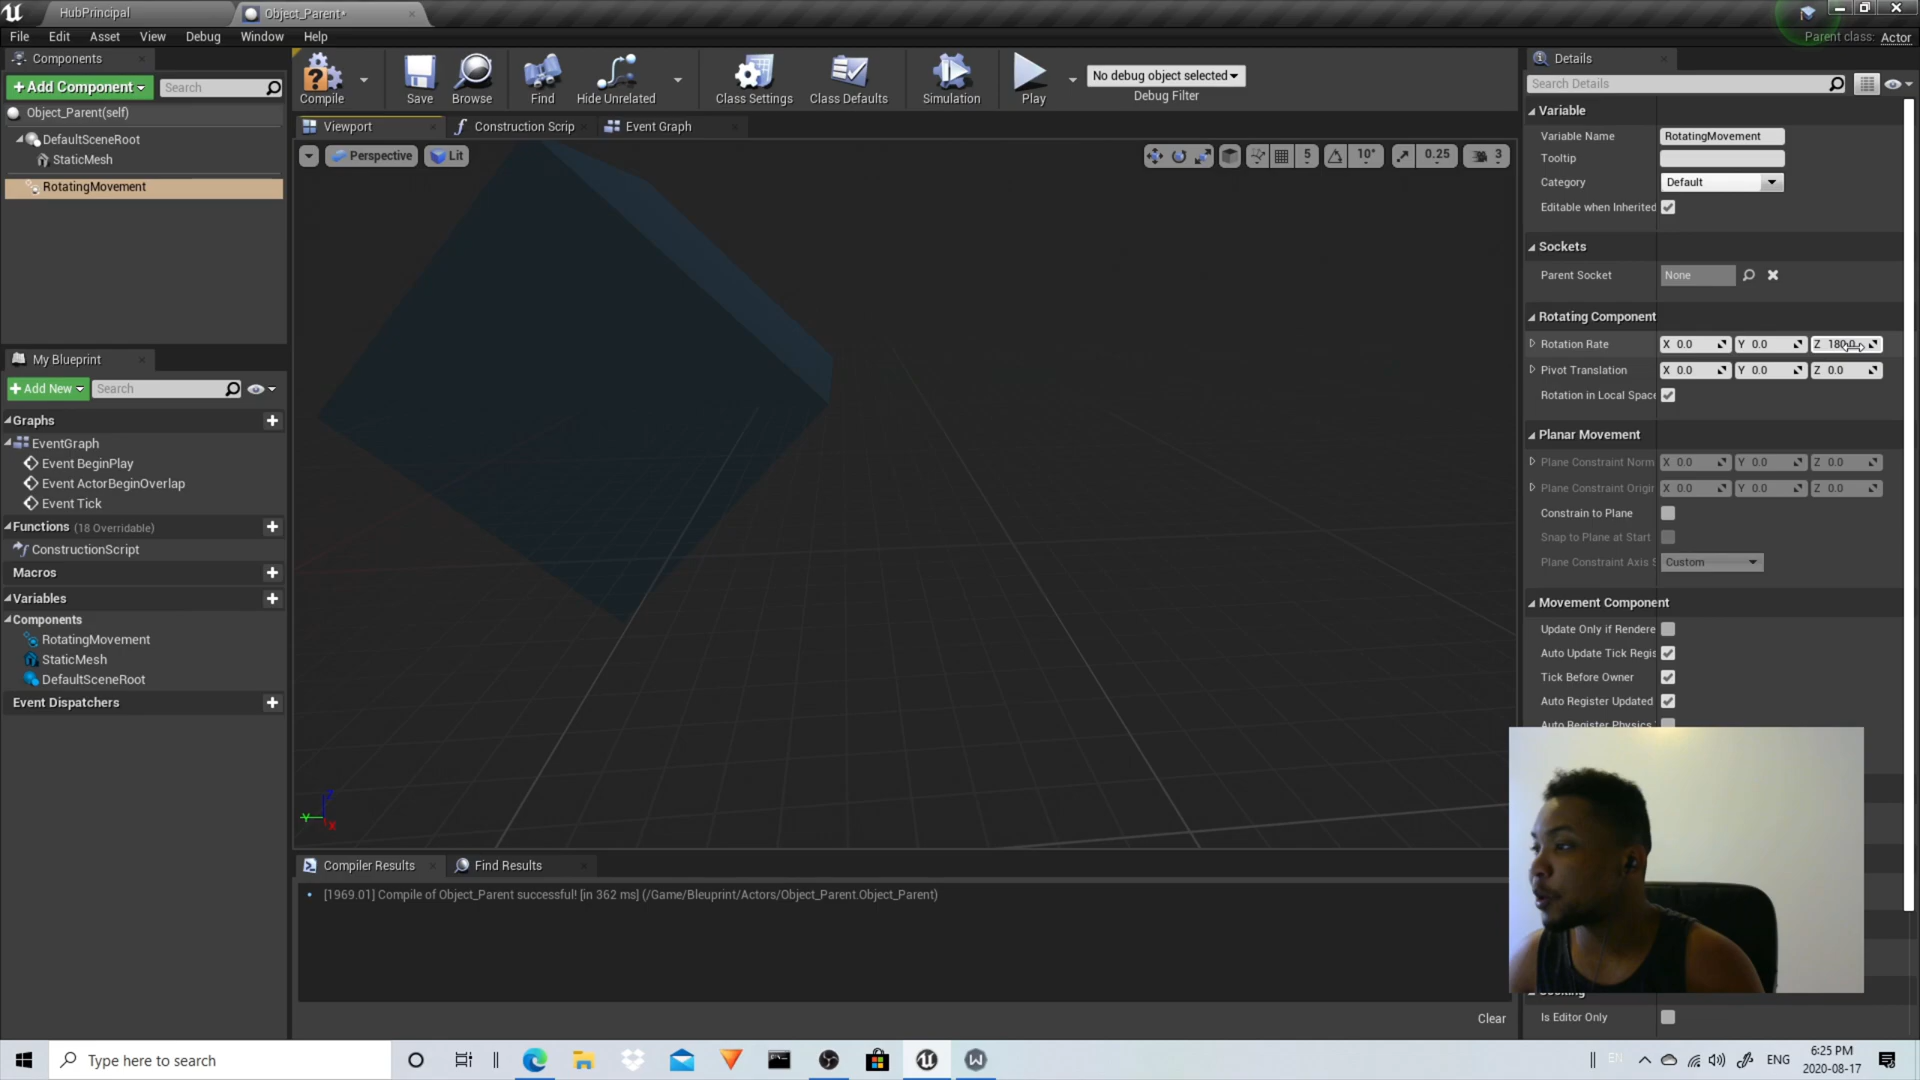 HubPrincipal
Object_Parent*
File Edit Asset View Debug Window Help
Parent class: Actor
Components
+Add Component
Search
Object_Parent(self)
DefaultSceneRoot
StaticMesh
RotatingMovement
My Blueprint
+Add New
Search
Graphs
EventGraph
Event BeginPlay
Event ActorBeginOverlap
Event Tick
Functions (18 Overridable)
ConstructionScript
Macros
Variables
Components
RotatingMovement
StaticMesh
DefaultSceneRoot
Event Dispatchers
Compile Save Browse Find Hide Unrelated Class Settings Class Defaults Simulation Play
No debug object selected
Debug Filter
Viewport Construction Scrip Event Graph
Perspective Lit
5 10° 0.25 3
Z
Y X
Compiler Results Find Results
[1969.01] Compile of Object_Parent successful! [in 362 ms] (/Game/Bleuprint/Actors/Object_Parent.Object_Parent)
Clear
Details
Search Details
Variable
Variable Name RotatingMovement
Tooltip
Category Default
Editable when Inherited
Sockets
Parent Socket None
Rotating Component
Rotation Rate X 0.0 Y 0.0 Z 180.0
Pivot Translation X 0.0 Y 0.0 Z 0.0
Rotation in Local Space
Planar Movement
Plane Constraint Norm X 0.0 Y 0.0 Z 0.0
Plane Constraint Origin X 0.0 Y 0.0 Z 0.0
Constrain to Plane
Snap to Plane at Start
Plane Constraint Axis S Custom
Movement Component
Update Only if Rendere
Auto Update Tick Regis
Tick Before Owner
Auto Register Updated
Auto Register Physics
Is Editor Only
Type here to search
ENG
6:25 PM
2020-08-17